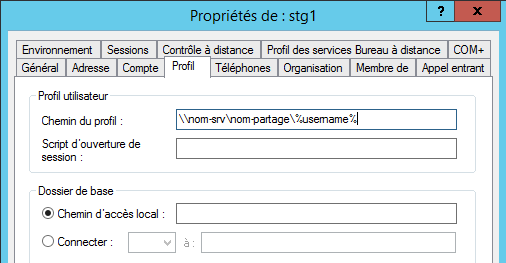 Propriétés de : stg1
? x
Environnement Sessions Contrôle à distance Profil des services Bureau à distance COM+
Général Adresse Compte Profil Téléphones Organisation Membre de Appel entrant
Profil utilisateur
Chemin du profil : \\nom-srv\nom-partage\%username%
Script d'ouverture de
session :
Dossier de base
Chemin d'accès local :
Connecter : à :